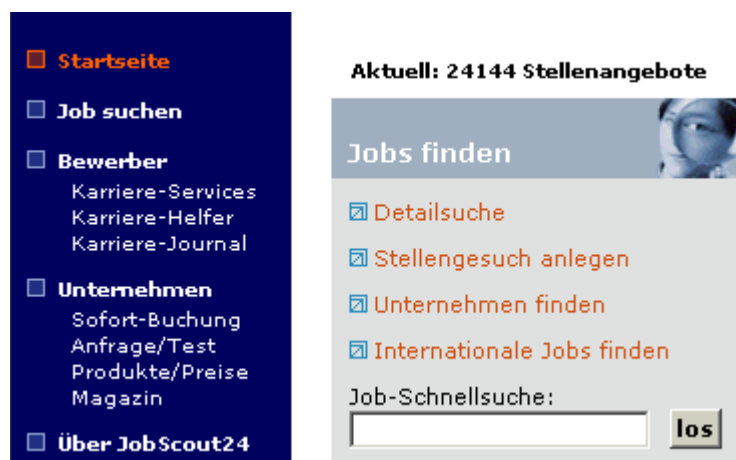 Startseite
Job suchen
Bewerber
Karriere-Services
Karriere-Helfer
Karriere-Journal
Unternehmen
Sofort-Buchung
Anfrage/Test
Produkte/Preise
Magazin
Über JobScout24
Aktuell: 24144 Stellenangebote
Jobs finden
Detailsuche
Stellengesuch anlegen
Unternehmen finden
Internationale Jobs finden
Job-Schnellsuche:
los